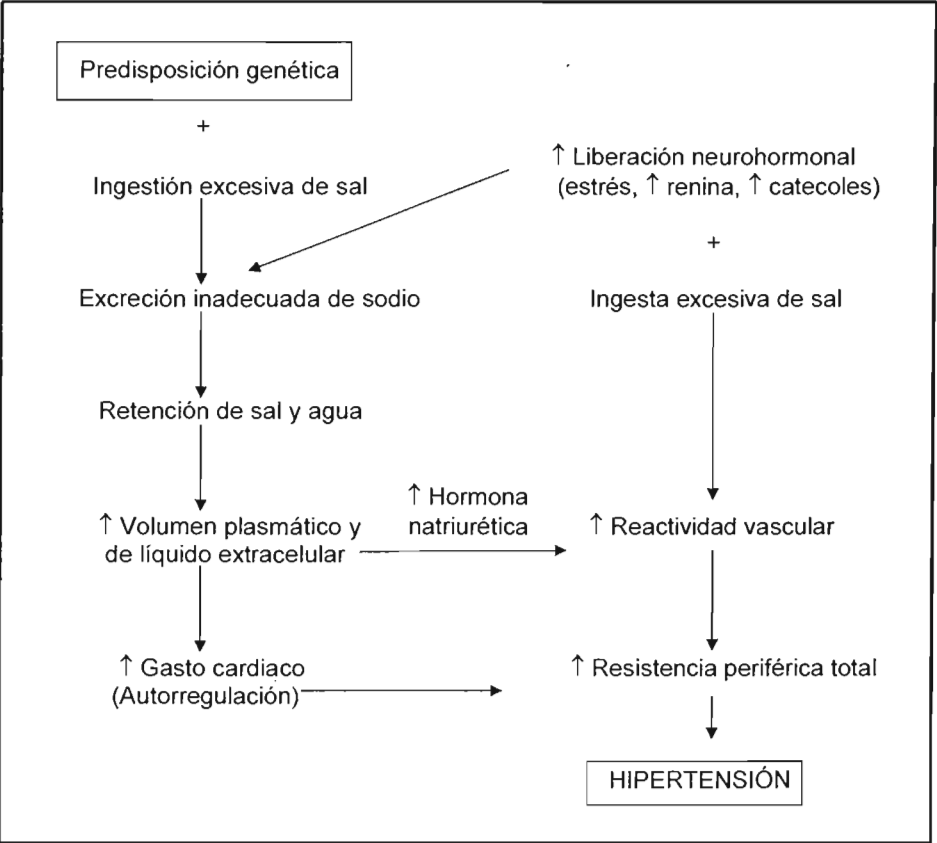 Predisposición genética
+
Ingestión excesiva de sal
↑ Liberación neurohormonal
(estrés, ↑ renina, ↑ catecoles)
+
Excreción inadecuada de sodio
Ingesta excesiva de sal
Retención de sal y agua
↑ Volumen plasmático y
de líquido extracelular
↑ Hormona
natriurética
↑ Reactividad vascular
↑ Gasto cardiaco
(Autorregulación)
↑ Resistencia periférica total
HIPERTENSIÓN